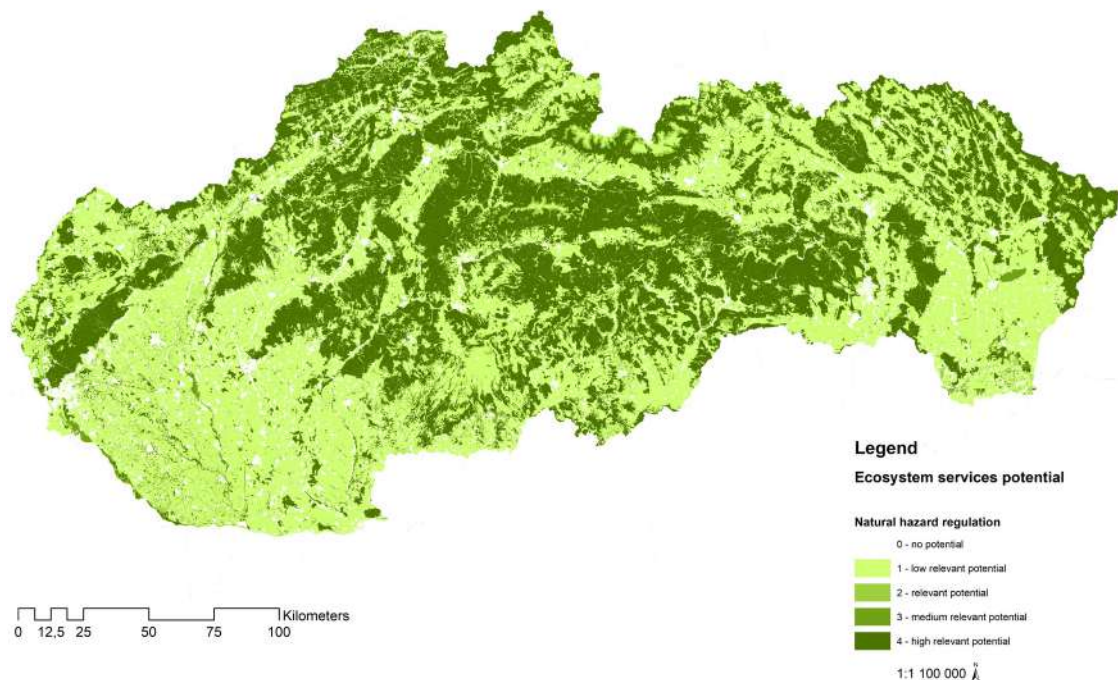 Legend
Ecosystem services potential
Natural hazard regulation
0 - no potential
1 - low relevant potential
2 - relevant potential
3 - medium relevant potential
4 - high relevant potential
Kilometers
0 12,5 25 50 75 100
1:1 100 000 N